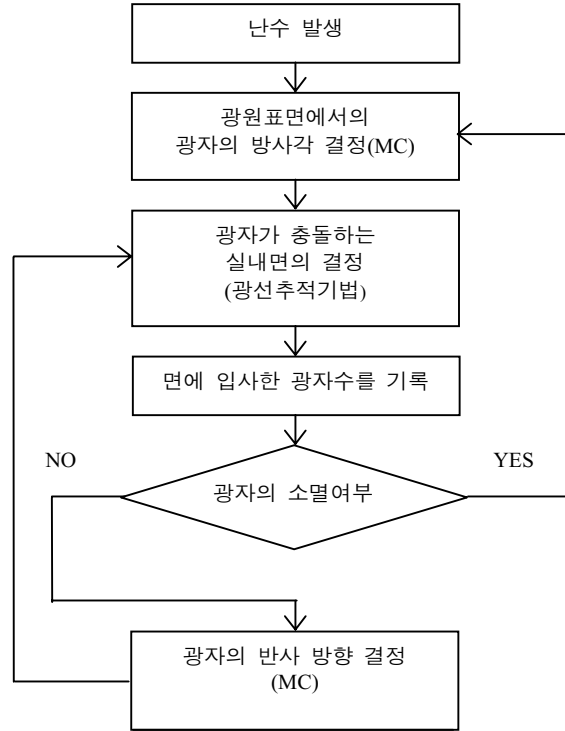 난수 발생
광원표면에서의
광자의 방사각 결정(MC)
광자가 충돌하는
실내면의 결정
(광선추적기법)
면에 입사한 광자수를 기록
NO
YES
광자의 소멸여부
광자의 반사 방향 결정
(MC)